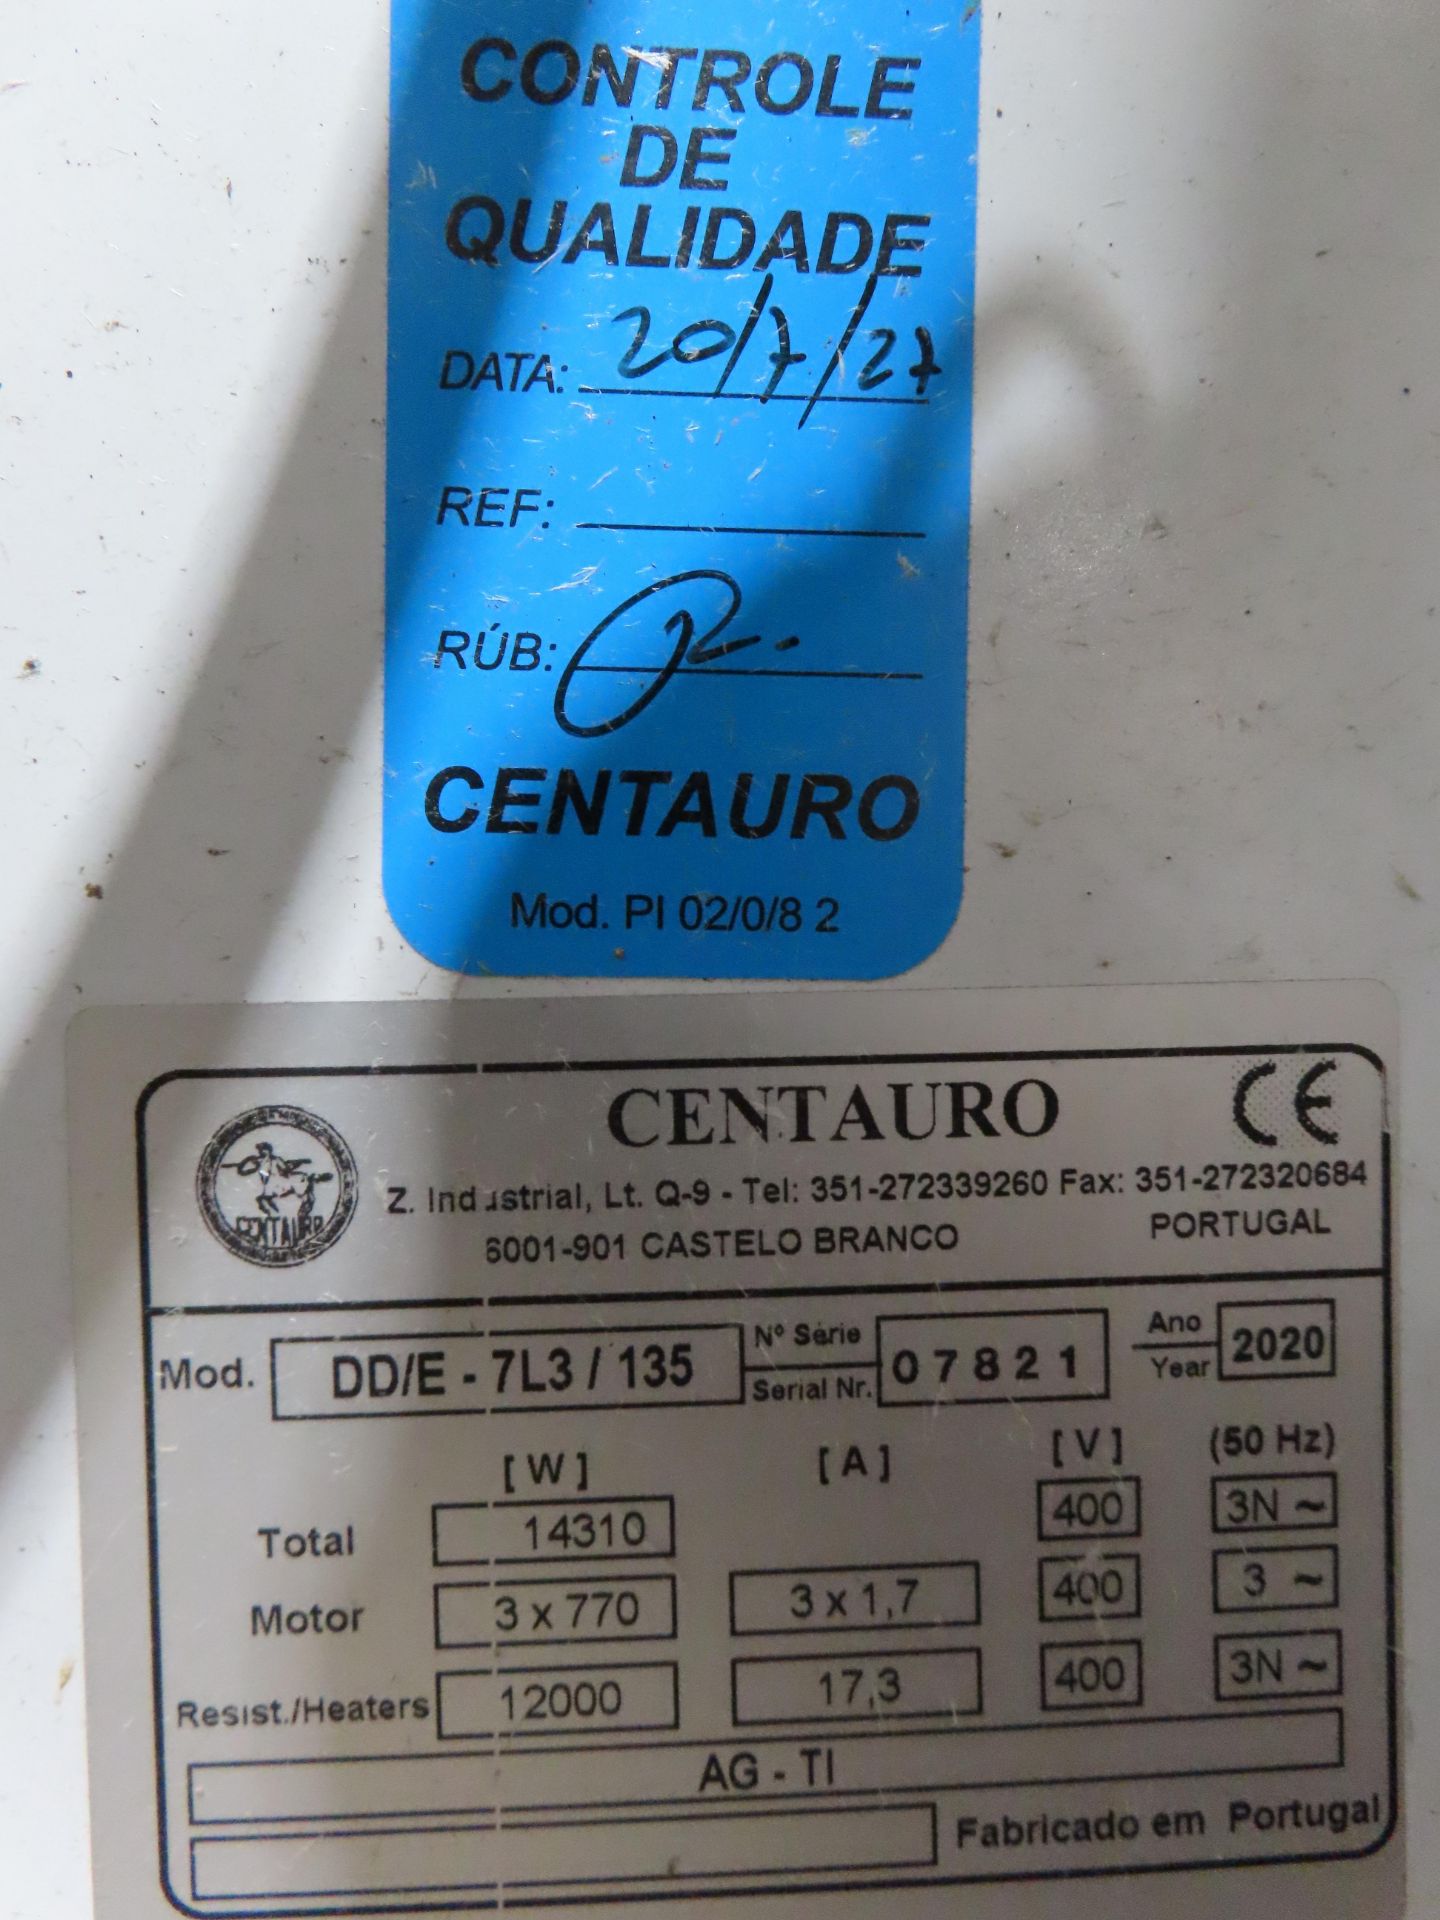 CONTROLE
DE
QUALIDADE
DATA: 20/7/27
REF:
RÚB:
CENTAURO
Mod. PI 02/0/8 2
CENTAURO CE
CENTAURO
Z. Industrial, Lt. Q-9 - Tel: 351-272339260 Fax: 351-272320684
6001-901 CASTELO BRANCO PORTUGAL
Mod. DD/E - 7L3 / 135 Nº Série Serial Nr. 07821 Ano Year 2020
[W] [A] [V] (50 Hz)
Total 14310 400 3N ~
Motor 3 x 770 3 x 1,7 400 3 ~
Resist./Heaters 12000 17,3 400 3N ~
AG - TI
Fabricado em Portugal